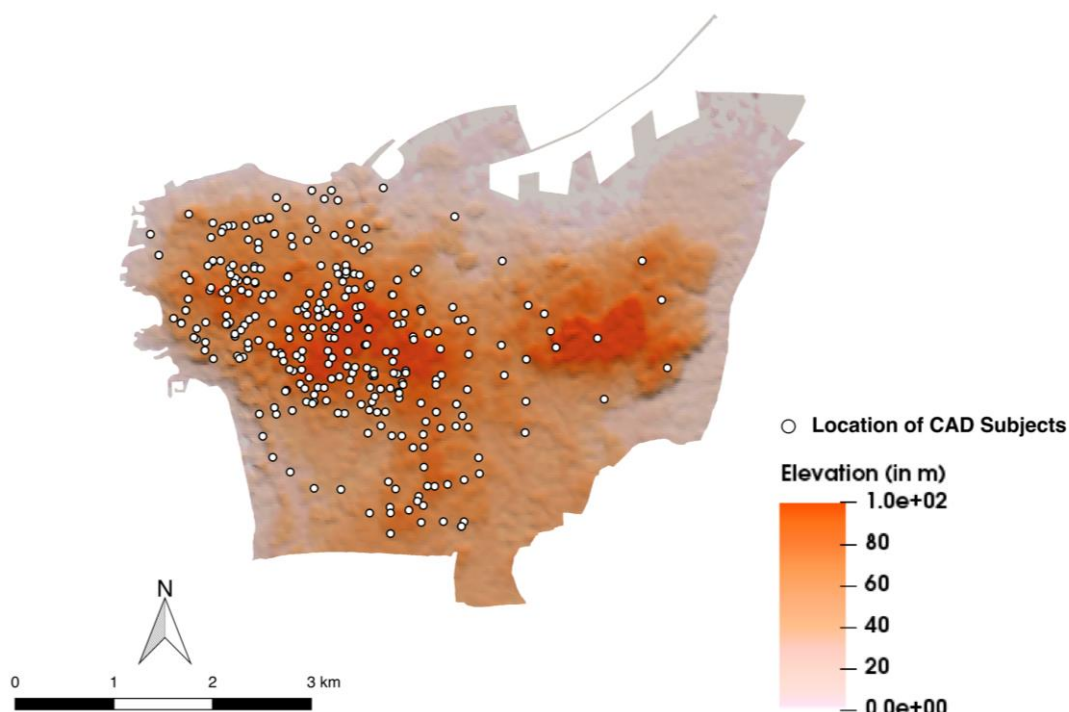 Location of CAD Subjects
Elevation (in m)
1.0e+02
80
60
40
20
0.0e+00
N
0 1 2 3 km